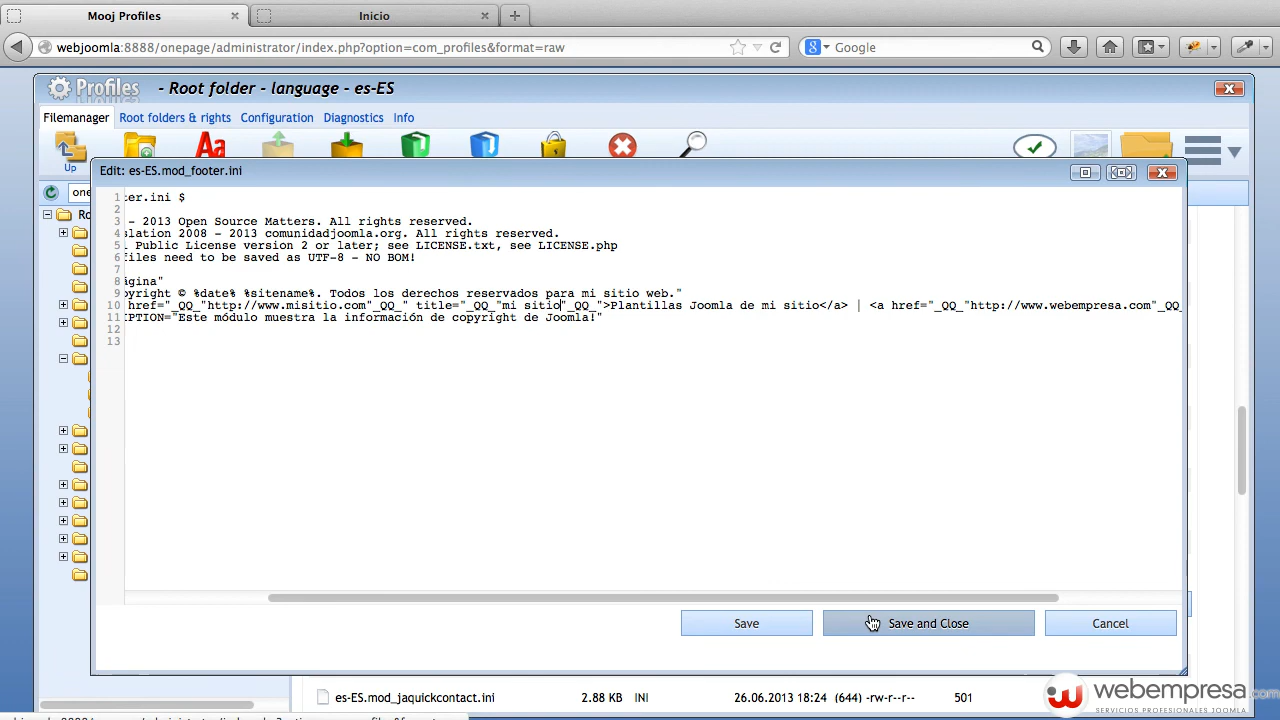 Mooj Profiles
Inicio
webjoomla:8888/onepage/administrator/index.php?option=com_profiles&format=raw
Google
Profiles - Root folder - language - es-ES
Filemanager Root folders & rights Configuration Diagnostics Info
Aa
Up
Edit: es-ES.mod_footer.ini
one
Ro
1 ter.ini $
2
3 - 2013 Open Source Matters. All rights reserved.
4 slation 2008 - 2013 comunidadjoomla.org. All rights reserved.
5 l Public License version 2 or later; see LICENSE.txt, see LICENSE.php
6 files need to be saved as UTF-8 - NO BOM!
7
8 ágina"
9 pyright © %date% %sitename%. Todos los derechos reservados para mi sitio web."
10 href="_QQ_"http://www.misitio.com"_QQ_" title="_QQ_"mi sitio"_QQ_">Plantillas Joomla de mi sitio</a> | <a href="_QQ_"http://www.webempresa.com"_QQ_
11 IPTION="Este módulo muestra la información de copyright de Joomla!"
12
13
Save
Save and Close
Cancel
es-ES.mod_jaquickcontact.ini 2.88 KB INI 26.06.2013 18:24 (644) -rw-r--r-- 501
webempresa.com
SERVICIOS PROFESIONALES JOOMLA